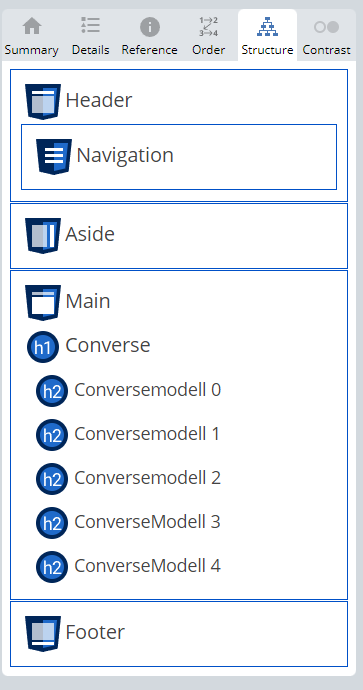 Summary Details Reference Order Structure Contrast
Header
Navigation
Aside
Main
h1 Converse
h2 Conversemodell 0
h2 Conversemodell 1
h2 Conversemodell 2
h2 ConverseModell 3
h2 ConverseModell 4
Footer